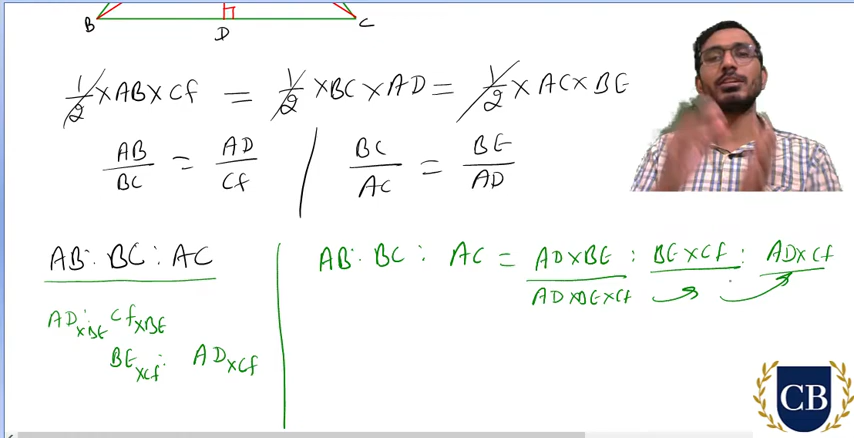 B D C
1/2 × AB × Cf = 1/2 × BC × AD = 1/2 × AC × BE
AB/BC = AD/Cf | BC/AC = BE/AD
AB : BC : AC
AD×BE : Cf×BE
BE×Cf : AD×Cf
AB : BC : AC = AD×BE/AD×BE×Cf : BE×Cf : AD×Cf
CB